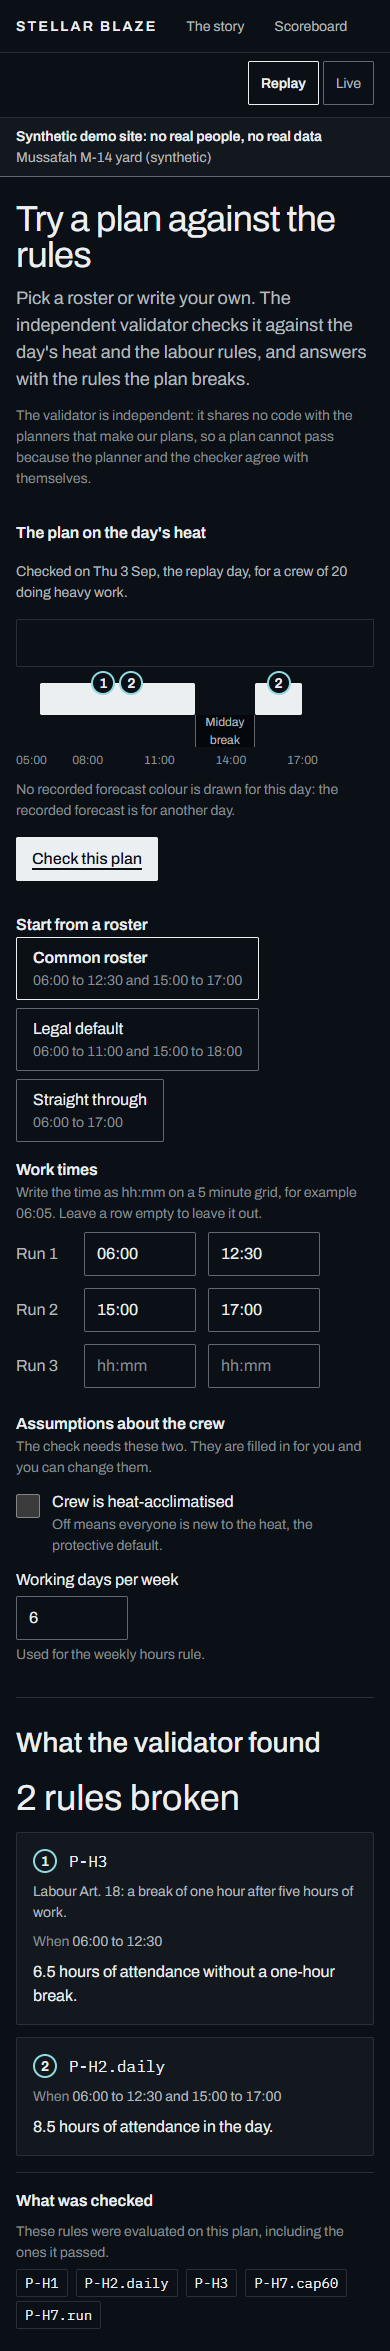 STELLAR BLAZE The story Scoreboard
Replay Live
Synthetic demo site: no real people, no real data
Mussafah M-14 yard (synthetic)
Try a plan against the
rules
Pick a roster or write your own. The
independent validator checks it against the
day's heat and the labour rules, and answers
with the rules the plan breaks.
The validator is independent: it shares no code with the
planners that make our plans, so a plan cannot pass
because the planner and the checker agree with
themselves.
The plan on the day's heat
Checked on Thu 3 Sep, the replay day, for a crew of 20
doing heavy work.
1 2 2
Midday
break
05:00 08:00 11:00 14:00 17:00
No recorded forecast colour is drawn for this day: the
recorded forecast is for another day.
Check this plan
Start from a roster
Common roster
06:00 to 12:30 and 15:00 to 17:00
Legal default
06:00 to 11:00 and 15:00 to 18:00
Straight through
06:00 to 17:00
Work times
Write the time as hh:mm on a 5 minute grid, for example
06:05. Leave a row empty to leave it out.
Run 1 06:00 12:30
Run 2 15:00 17:00
Run 3 hh:mm hh:mm
Assumptions about the crew
The check needs these two. They are filled in for you and
you can change them.
Crew is heat-acclimatised
Off means everyone is new to the heat, the
protective default.
Working days per week
6
Used for the weekly hours rule.
What the validator found
2 rules broken
1 P-H3
Labour Art. 18: a break of one hour after five hours of
work.
When 06:00 to 12:30
6.5 hours of attendance without a one-hour
break.
2 P-H2.daily
When 06:00 to 12:30 and 15:00 to 17:00
8.5 hours of attendance in the day.
What was checked
These rules were evaluated on this plan, including the
ones it passed.
P-H1 P-H2.daily P-H3 P-H7.cap60
P-H7.run